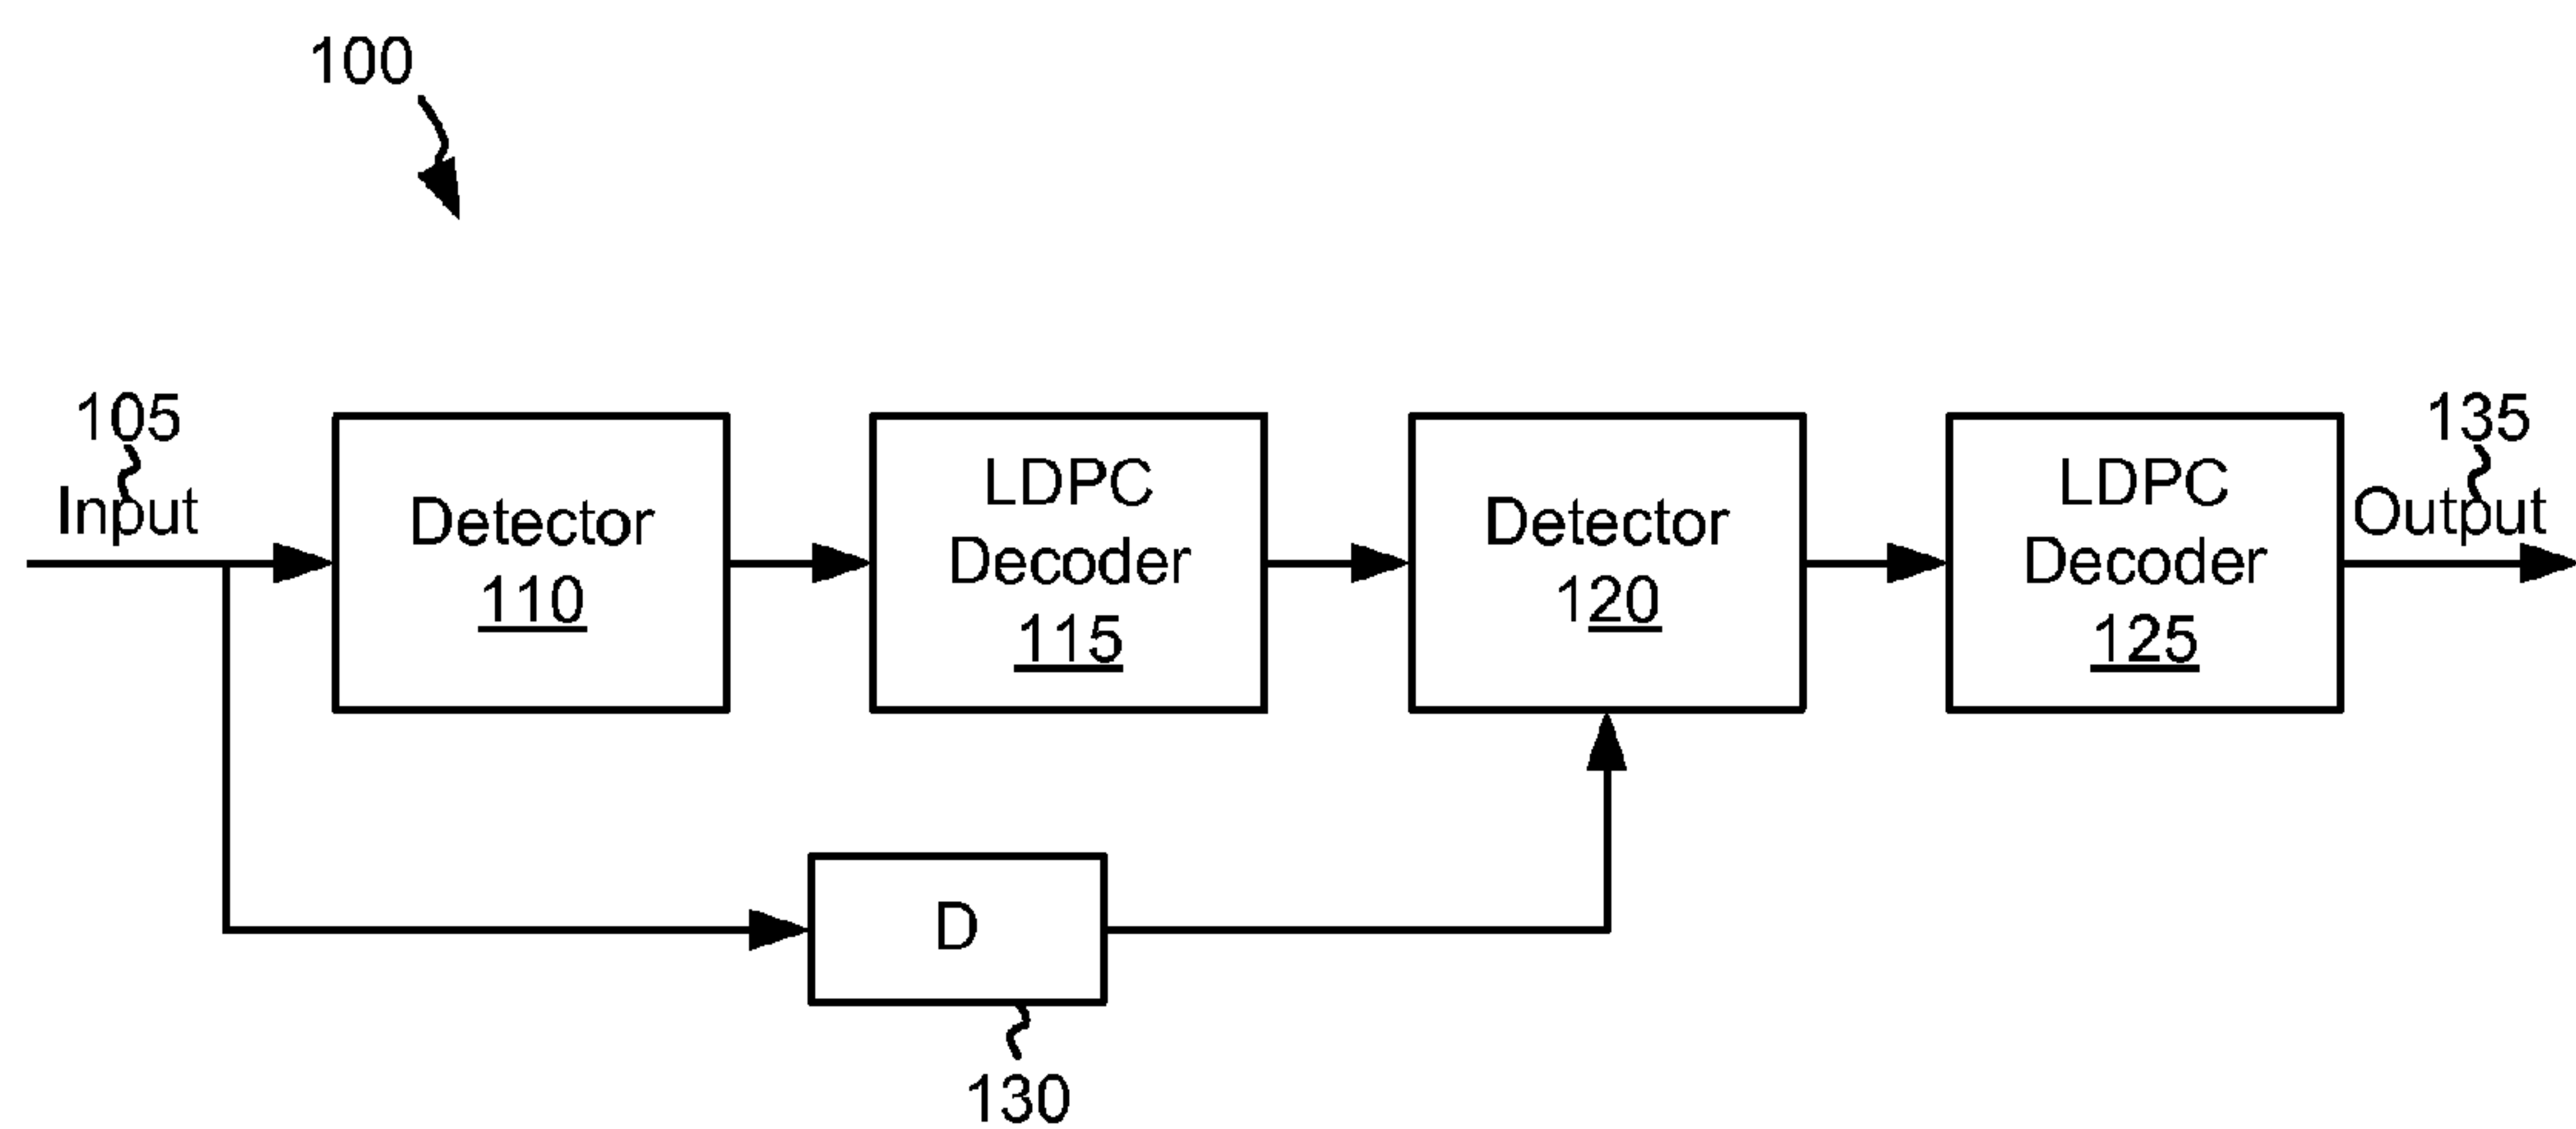 100
105
Input
Detector
110
LDPC
Decoder
115
Detector
120
LDPC
Decoder
125
135
Output
D
130